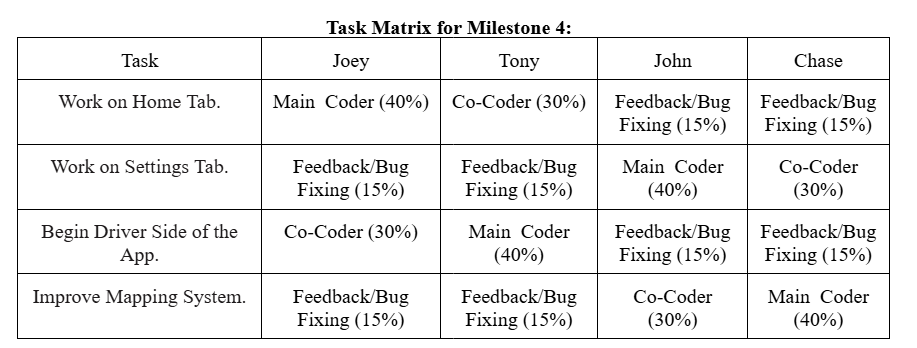 Task Matrix for Milestone 4:
Task Joey Tony John Chase
Work on Home Tab. Main Coder (40%) Co-Coder (30%) Feedback/Bug Fixing (15%) Feedback/Bug Fixing (15%)
Work on Settings Tab. Feedback/Bug Fixing (15%) Feedback/Bug Fixing (15%) Main Coder (40%) Co-Coder (30%)
Begin Driver Side of the App. Co-Coder (30%) Main Coder (40%) Feedback/Bug Fixing (15%) Feedback/Bug Fixing (15%)
Improve Mapping System. Feedback/Bug Fixing (15%) Feedback/Bug Fixing (15%) Co-Coder (30%) Main Coder (40%)